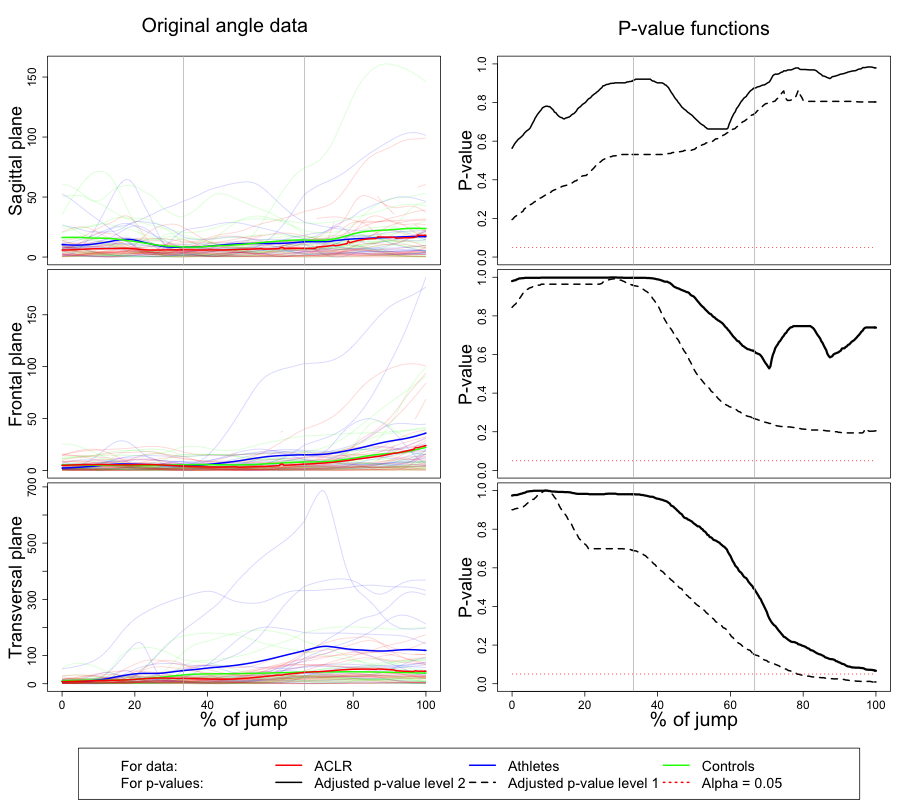 Original angle data
P-value functions
Sagittal plane
0 50 100 150
P-value
0.0 0.2 0.4 0.6 0.8 1.0
Frontal plane
0 50 100 150
P-value
0.0 0.2 0.4 0.6 0.8 1.0
Transversal plane
0 100 300 500 700
P-value
0.0 0.2 0.4 0.6 0.8 1.0
0 20 40 60 80 100
0 20 40 60 80 100
% of jump
% of jump
For data: ACLR Athletes Controls
For p-values: Adjusted p-value level 2 Adjusted p-value level 1 Alpha = 0.05